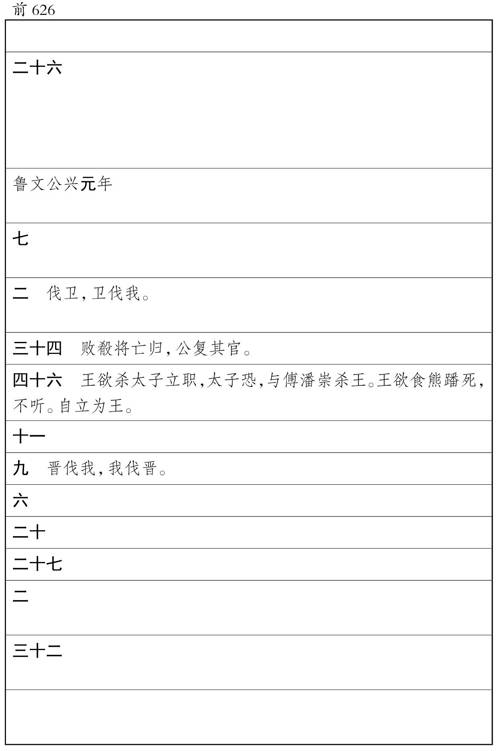 前 626
二十六
鲁文公兴元年
七
二　伐卫，卫伐我。
三十四　败殽将亡归，公复其官。
四十六　王欲杀太子立职，太子恐，与傅潘崇杀王。王欲食熊蹯死，
不听。自立为王。
十一
九　晋伐我，我伐晋。
六
二十
二十七
二
三十二